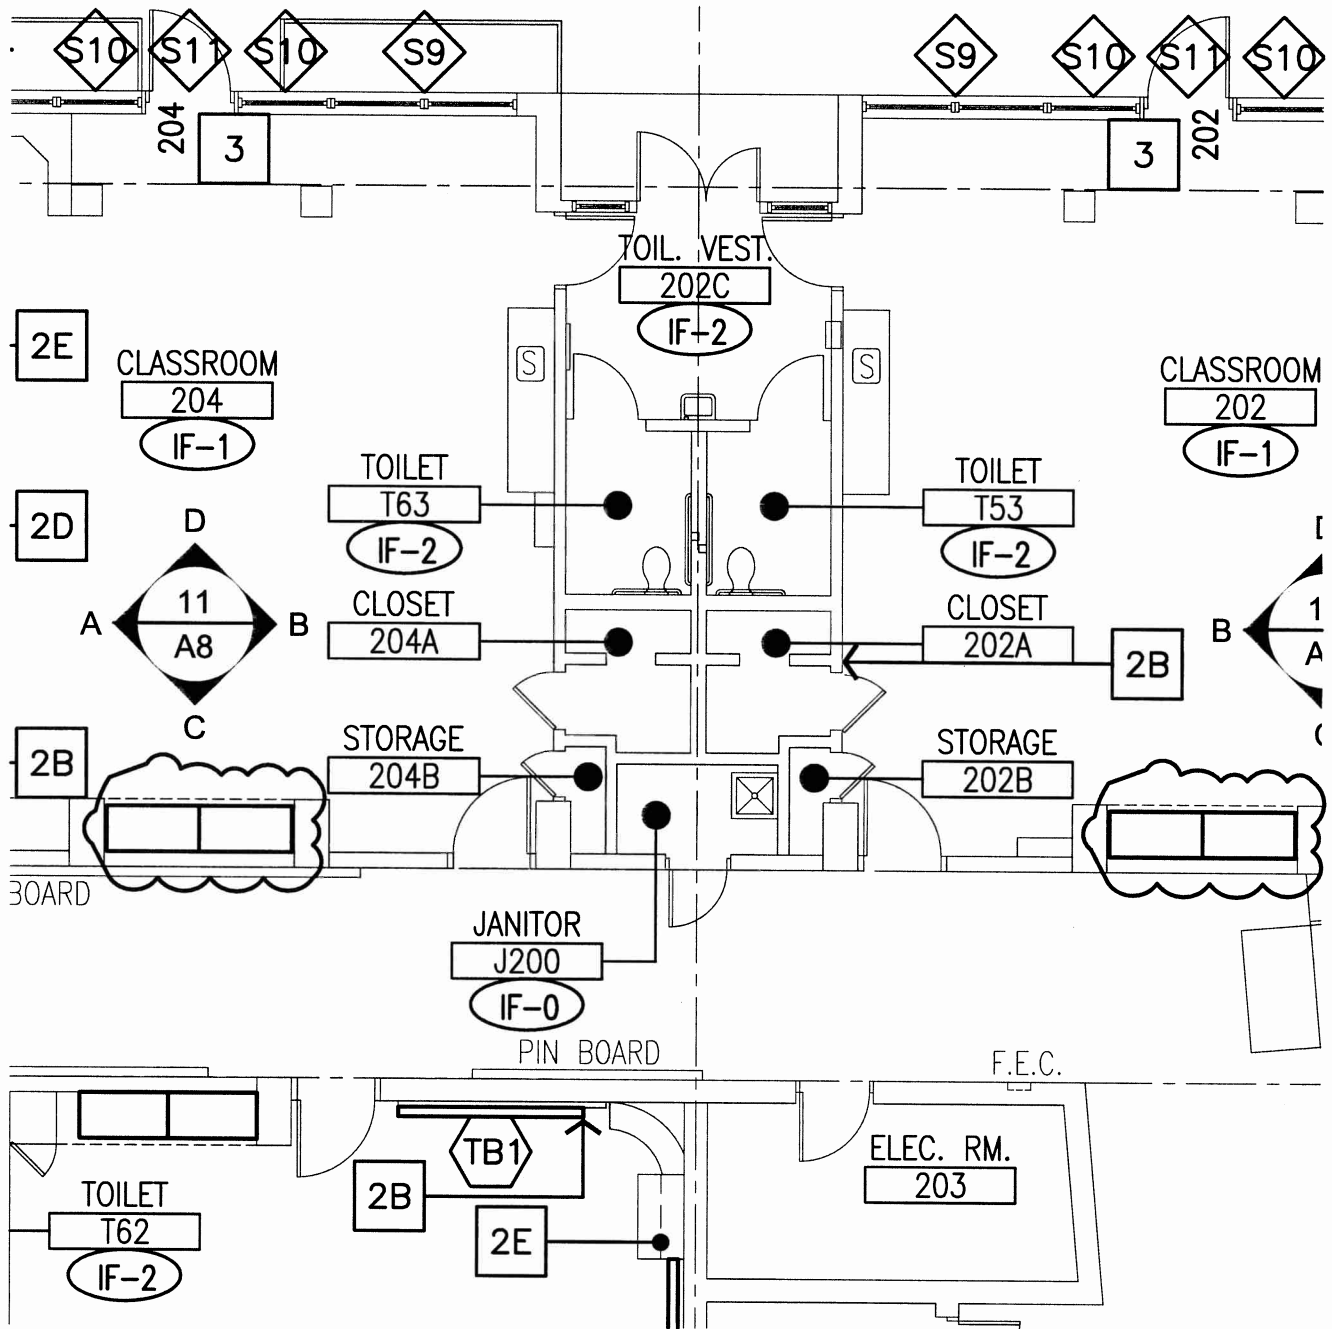 S10
S11
S10
S9
S9
S10
S11
S10
204
3
3
202
TOIL. VEST.
202C
IF-2
2E
S
S
CLASSROOM
204
IF-1
CLASSROOM
202
IF-1
TOILET
T63
IF-2
TOILET
T53
IF-2
2D
D
A
11
A8
B
C
CLOSET
204A
CLOSET
202A
2B
B
STORAGE
204B
STORAGE
202B
2B
BOARD
JANITOR
J200
IF-0
PIN BOARD
F.E.C.
TB1
2B
2E
ELEC. RM.
203
TOILET
T62
IF-2